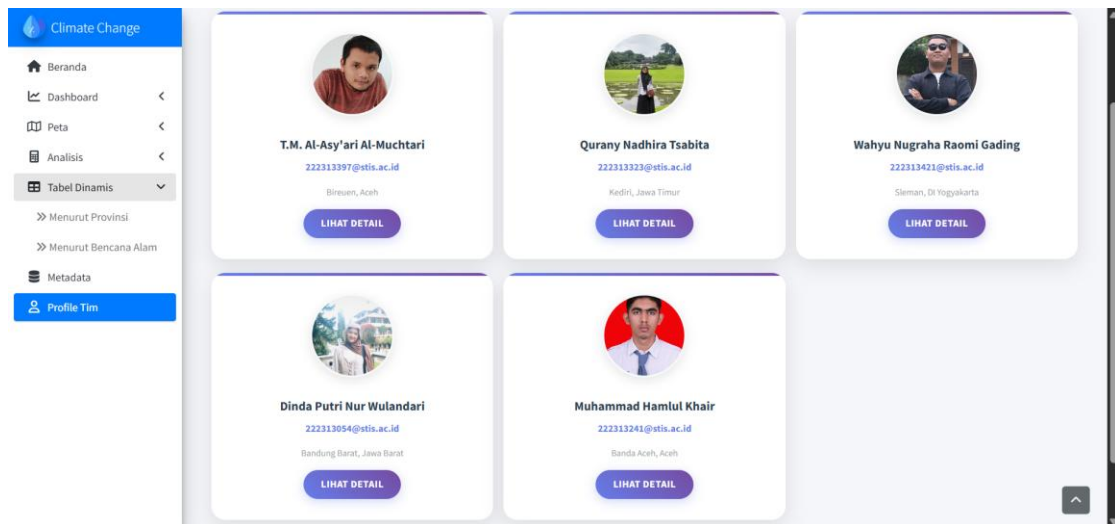 Climate Change
Beranda
Dashboard
Peta
Analisis
Tabel Dinamis
Menurut Provinsi
Menurut Bencana Alam
Metadata
Profile Tim
T.M. Al-Asy'ari Al-Muchtari
222313397@stis.ac.id
Bireuen, Aceh
LIHAT DETAIL
Qurany Nadhira Tsabita
222313323@stis.ac.id
Kediri, Jawa Timur
LIHAT DETAIL
Wahyu Nugraha Raomi Gading
222313421@stis.ac.id
Sleman, DI Yogyakarta
LIHAT DETAIL
Dinda Putri Nur Wulandari
222313054@stis.ac.id
Bandung Barat, Jawa Barat
LIHAT DETAIL
Muhammad Hamlul Khair
222313241@stis.ac.id
Banda Aceh, Aceh
LIHAT DETAIL